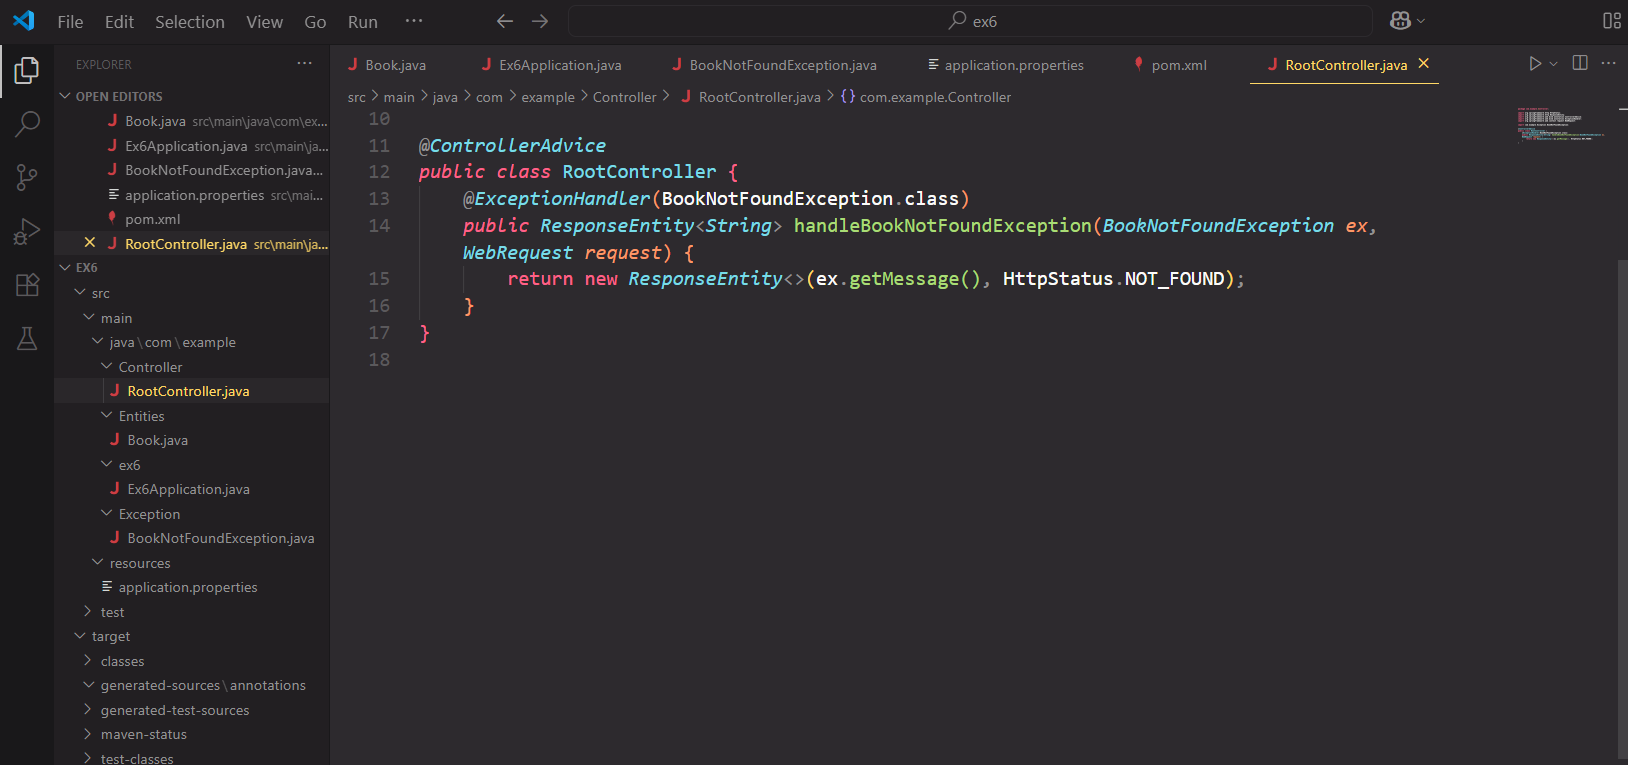 File Edit Selection View Go Run ··· ex6
EXPLORER ···
OPEN EDITORS
Book.java src\main\java\com\ex...
Ex6Application.java src\main\ja...
BookNotFoundException.java...
application.properties src\mai...
pom.xml
RootController.java src\main\ja...
EX6
src
main
java\com\example
Controller
RootController.java
Entities
Book.java
ex6
Ex6Application.java
Exception
BookNotFoundException.java
resources
application.properties
test
target
classes
generated-sources\annotations
generated-test-sources
maven-status
test-classes
Book.java Ex6Application.java BookNotFoundException.java application.properties pom.xml RootController.java
src > main > java > com > example > Controller > RootController.java > {} com.example.Controller
10
11 @ControllerAdvice
12 public class RootController {
13 @ExceptionHandler(BookNotFoundException.class)
14 public ResponseEntity<String> handleBookNotFoundException(BookNotFoundException ex,
WebRequest request) {
15 return new ResponseEntity<>(ex.getMessage(), HttpStatus.NOT_FOUND);
16 }
17 }
18